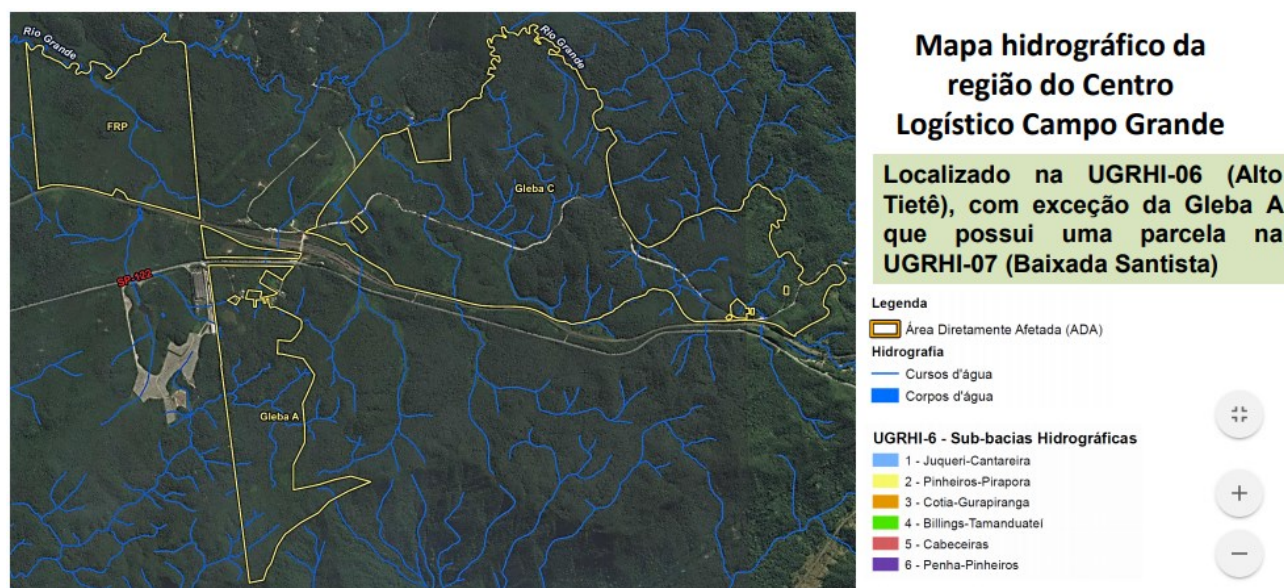 Rio Grande
Rio Grande
FRP
Gleba C
SP-122
Gleba A
Mapa hidrográfico da
região do Centro
Logístico Campo Grande
Localizado na UGRHI-06 (Alto
Tietê), com exceção da Gleba A
que possui uma parcela na
UGRHI-07 (Baixada Santista)
Legenda
Área Diretamente Afetada (ADA)
Hidrografia
Cursos d'água
Corpos d'água
UGRHI-6 - Sub-bacias Hidrográficas
1 - Juqueri-Cantareira
2 - Pinheiros-Pirapora
3 - Cotia-Gurapiranga
4 - Billings-Tamanduateí
5 - Cabeceiras
6 - Penha-Pinheiros